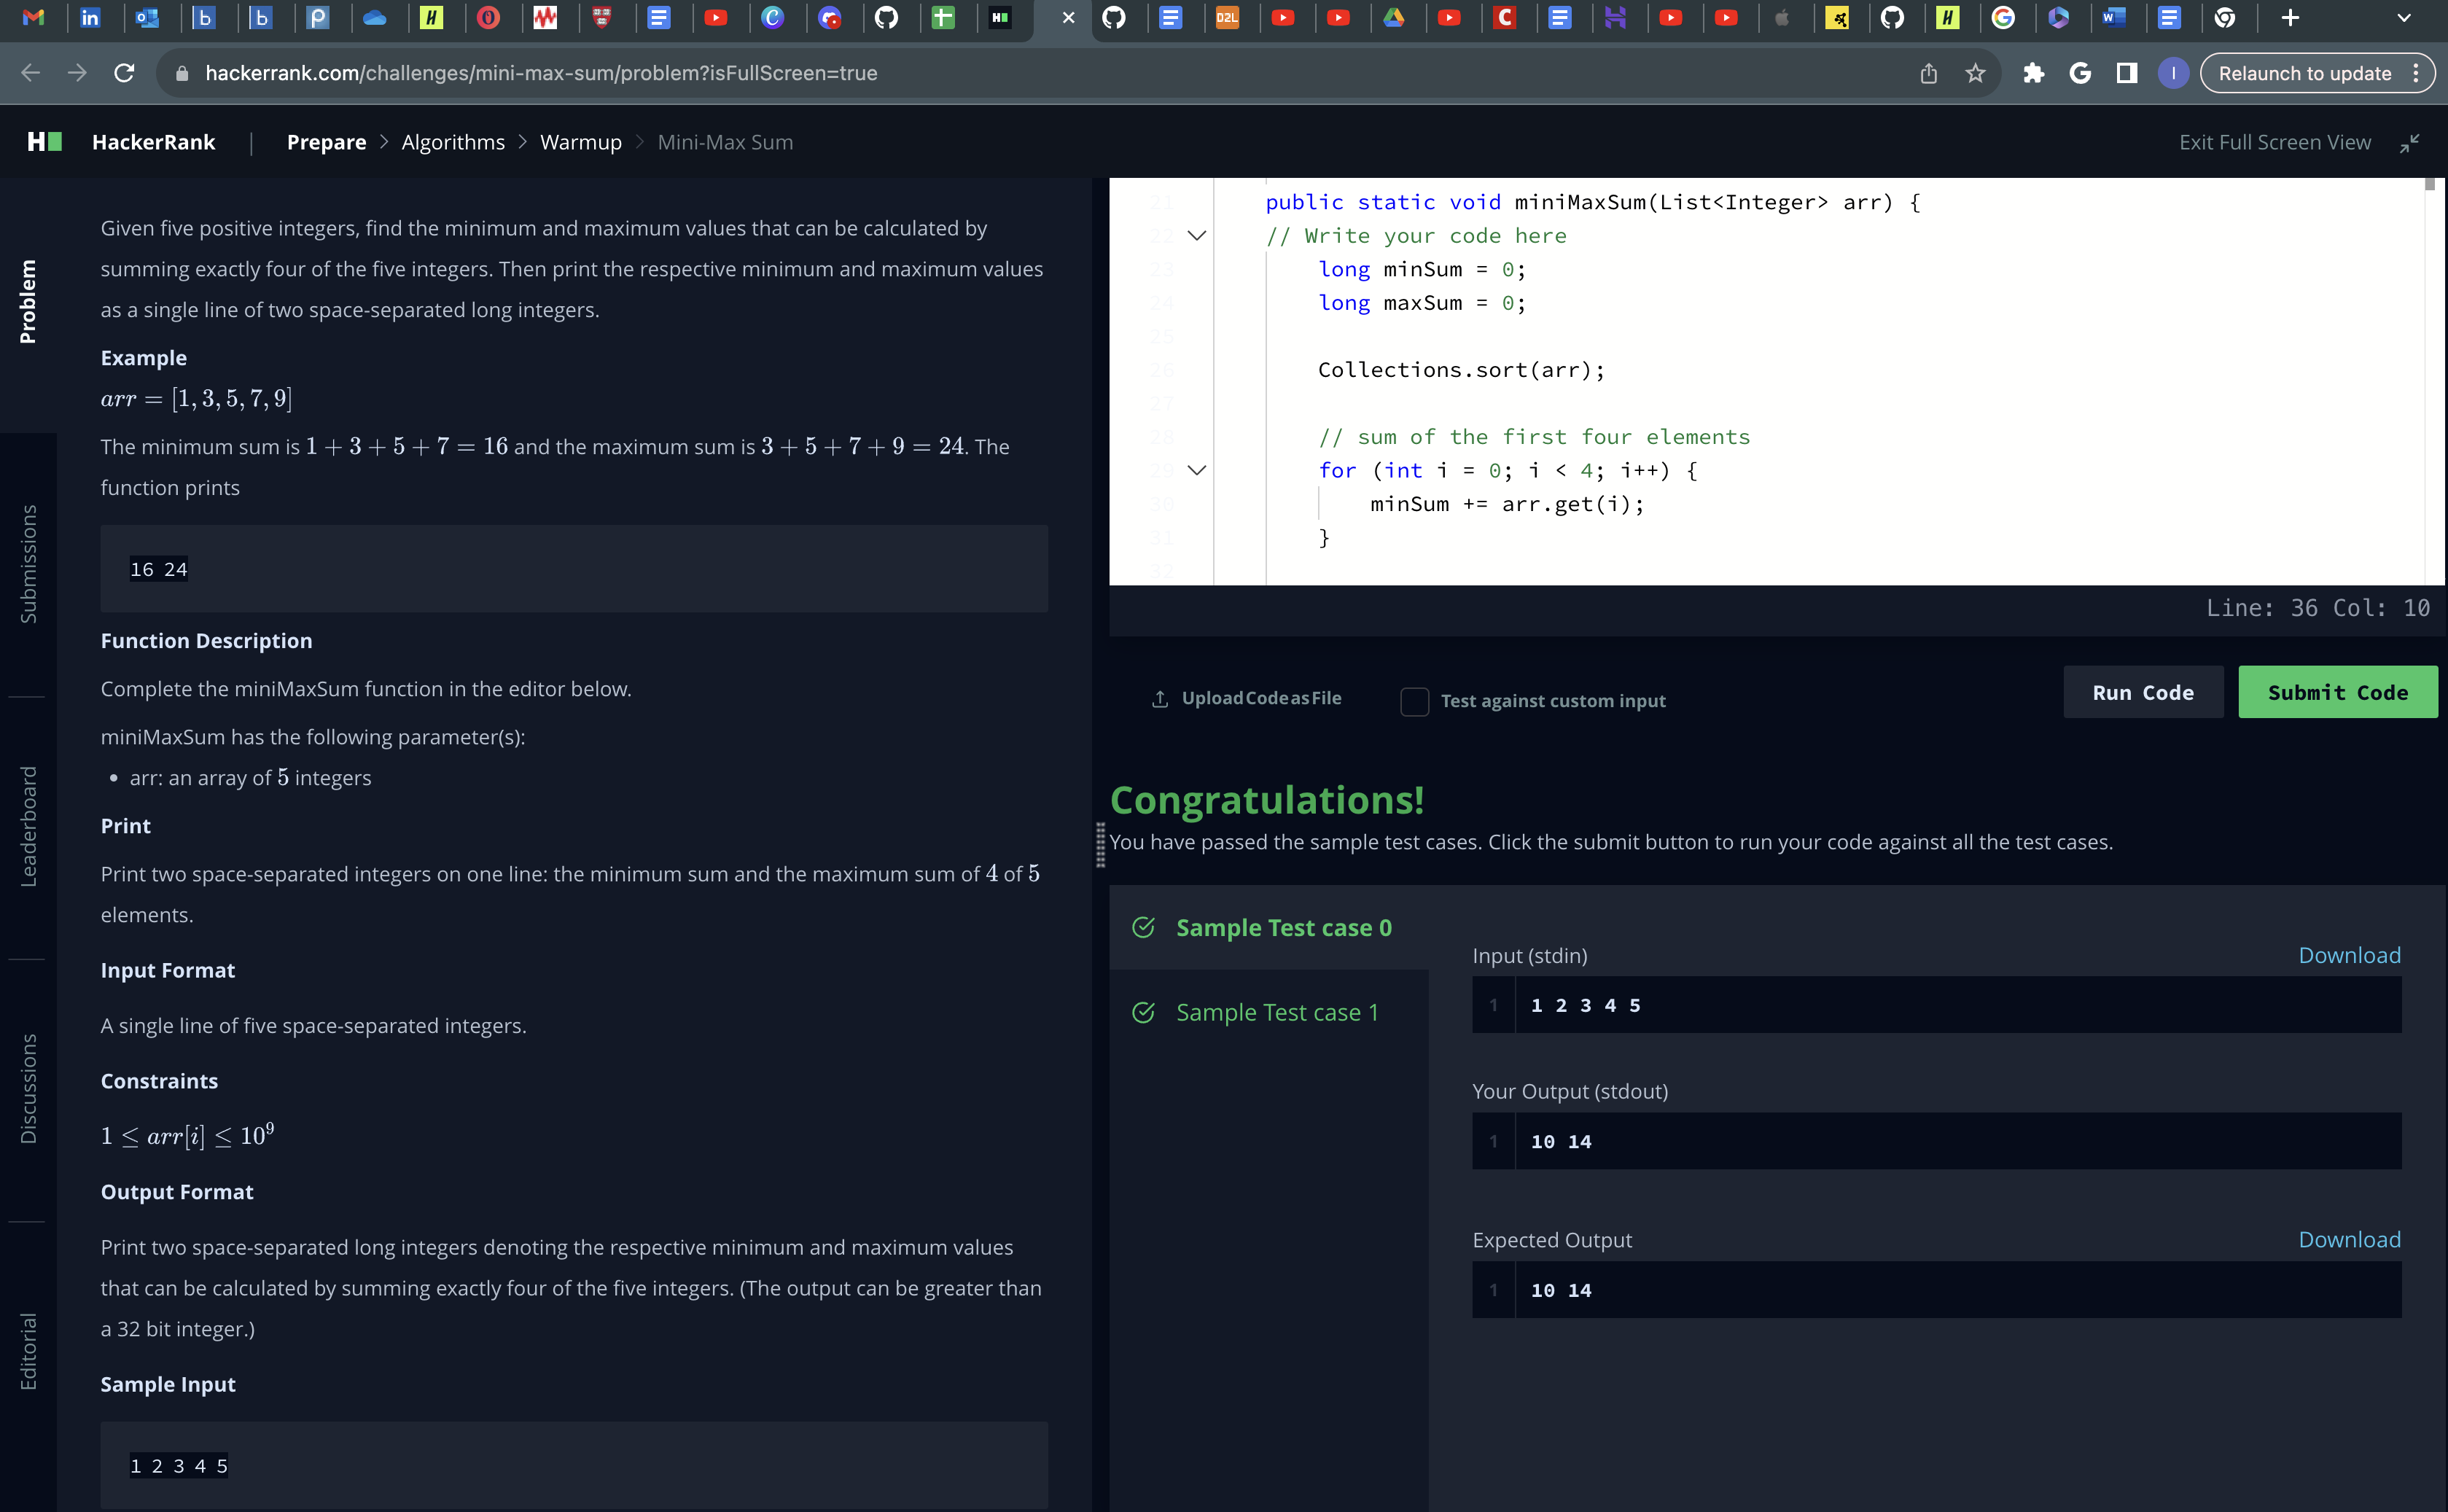 hackerrank.com/challenges/mini-max-sum/problem?isFullScreen=true
I
Relaunch to update
H
HackerRank | Prepare > Algorithms > Warmup > Mini-Max Sum
Exit Full Screen View
Problem
Submissions
Leaderboard
Discussions
Editorial
Given five positive integers, find the minimum and maximum values that can be calculated by
summing exactly four of the five integers. Then print the respective minimum and maximum values
as a single line of two space-separated long integers.
Example
arr = [1, 3, 5, 7, 9]
The minimum sum is 1 + 3 + 5 + 7 = 16 and the maximum sum is 3 + 5 + 7 + 9 = 24. The
function prints
16 24
Function Description
Complete the miniMaxSum function in the editor below.
miniMaxSum has the following parameter(s):
• arr: an array of 5 integers
Print
Print two space-separated integers on one line: the minimum sum and the maximum sum of 4 of 5
elements.
Input Format
A single line of five space-separated integers.
Constraints
1 ≤ arr[i] ≤ 10⁹
Output Format
Print two space-separated long integers denoting the respective minimum and maximum values
that can be calculated by summing exactly four of the five integers. (The output can be greater than
a 32 bit integer.)
Sample Input
1 2 3 4 5
21 public static void miniMaxSum(List<Integer> arr) {
22 // Write your code here
23 long minSum = 0;
24 long maxSum = 0;
25
26 Collections.sort(arr);
27
28 // sum of the first four elements
29 for (int i = 0; i < 4; i++) {
30 minSum += arr.get(i);
31 }
32
Line: 36 Col: 10
Upload Code as File
Test against custom input
Run Code
Submit Code
Congratulations!
You have passed the sample test cases. Click the submit button to run your code against all the test cases.
Sample Test case 0
Sample Test case 1
Input (stdin)
Download
1 1 2 3 4 5
Your Output (stdout)
1 10 14
Expected Output
Download
1 10 14